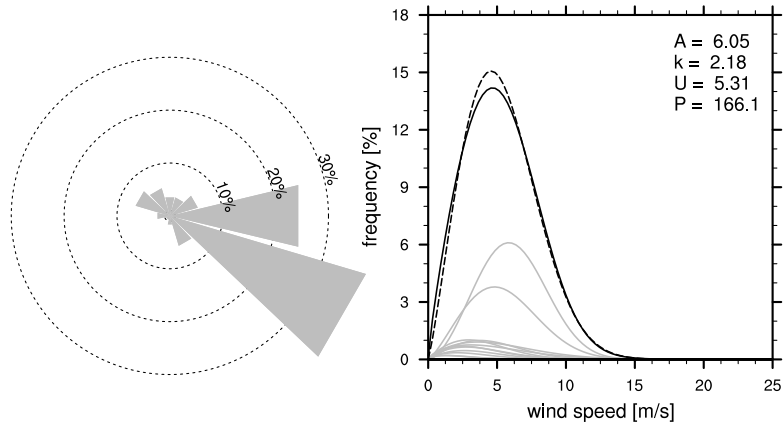 10%
20%
30%
frequency [%]
18
15
12
9
6
3
0
A = 6.05
k = 2.18
U = 5.31
P = 166.1
0 5 10 15 20 25
wind speed [m/s]